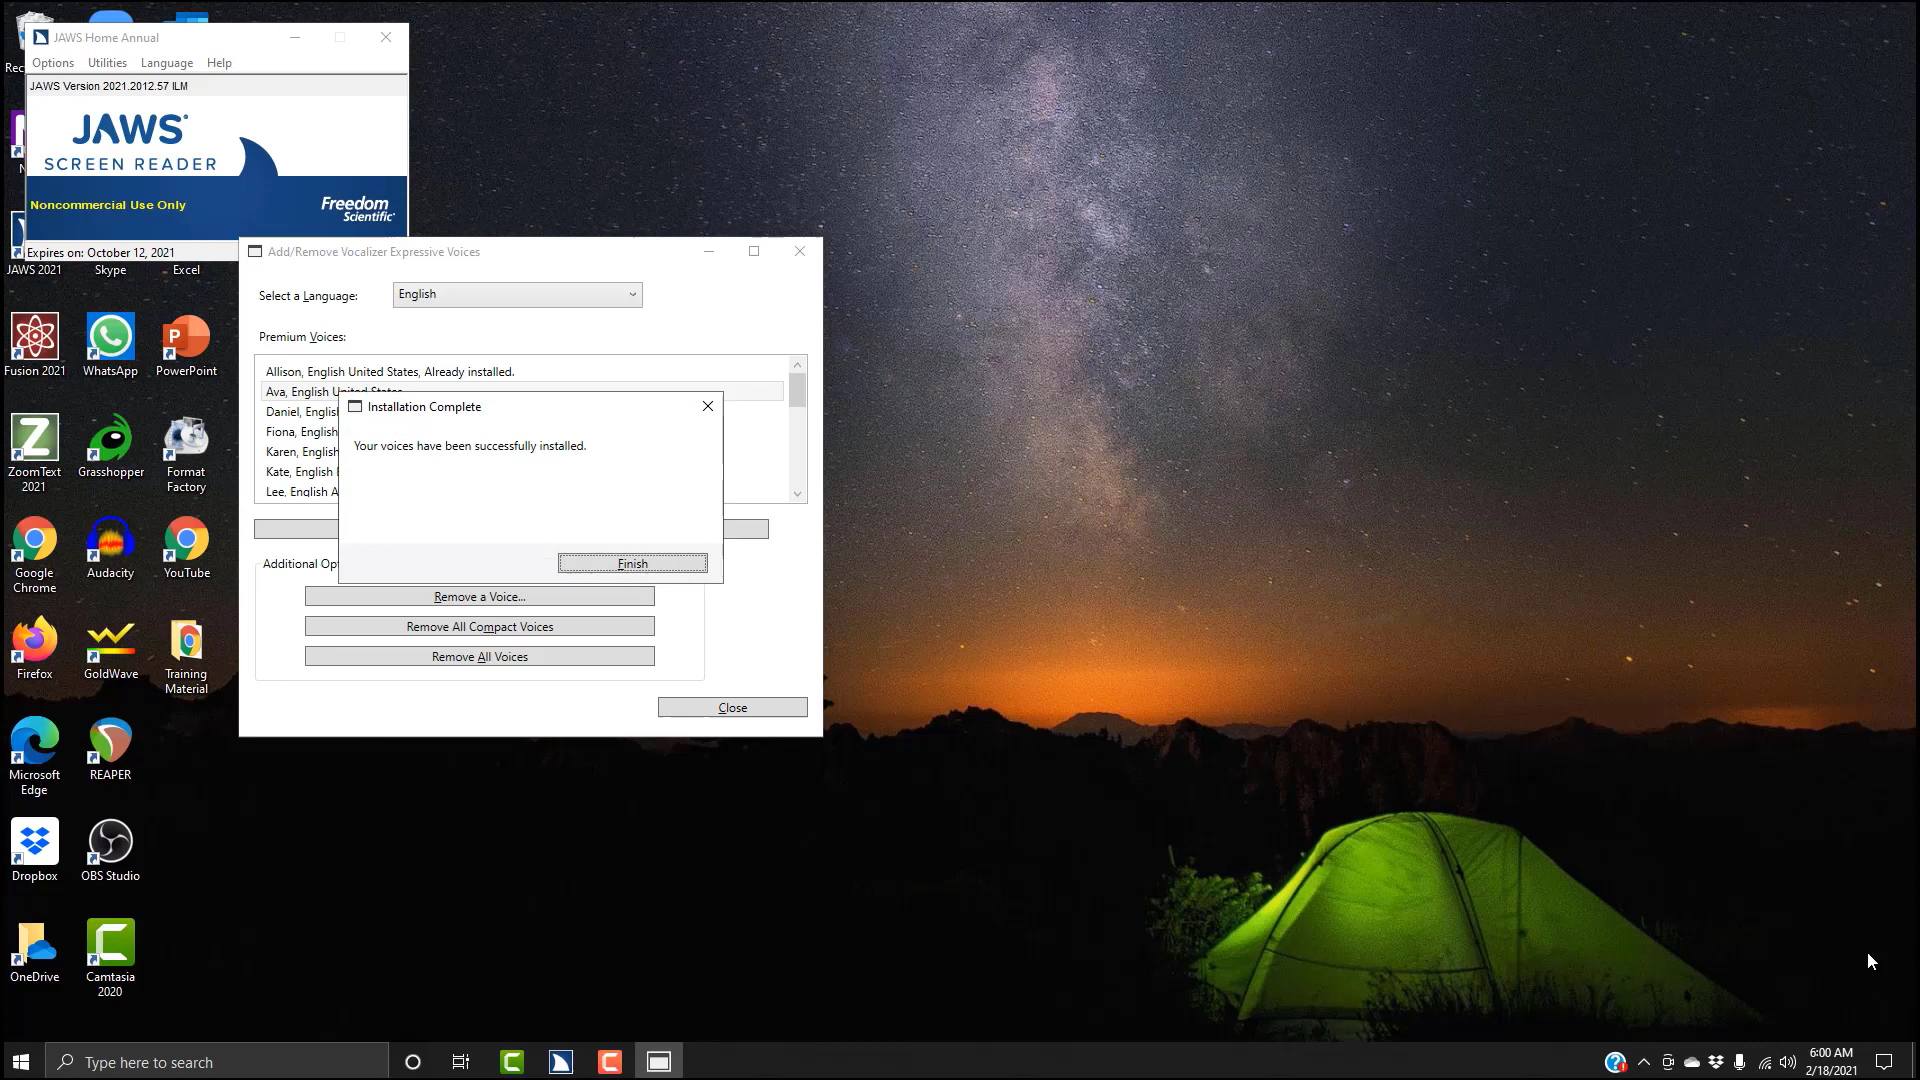 JAWS Home Annual
Options Utilities Language Help
JAWS Version 2021.2012.57 ILM
JAWS
SCREEN READER
Noncommercial Use Only
Freedom
Scientific
Expires on: October 12, 2021
Add/Remove Vocalizer Expressive Voices
Select a Language: English
Premium Voices:
Allison, English United States, Already installed.
Ava, English United States
Daniel, English
Fiona, English
Karen, English
Kate, English
Lee, English A
Installation Complete
Your voices have been successfully installed.
Finish
Additional Op
Remove a Voice...
Remove All Compact Voices
Remove All Voices
Close
Rec
JAWS 2021
Skype
Excel
Fusion 2021
WhatsApp
PowerPoint
ZoomText
2021
Grasshopper
Format
Factory
Google
Chrome
Audacity
YouTube
Firefox
GoldWave
Training
Material
Microsoft
Edge
REAPER
Dropbox
OBS Studio
OneDrive
Camtasia
2020
Type here to search
6:00 AM
2/18/2021